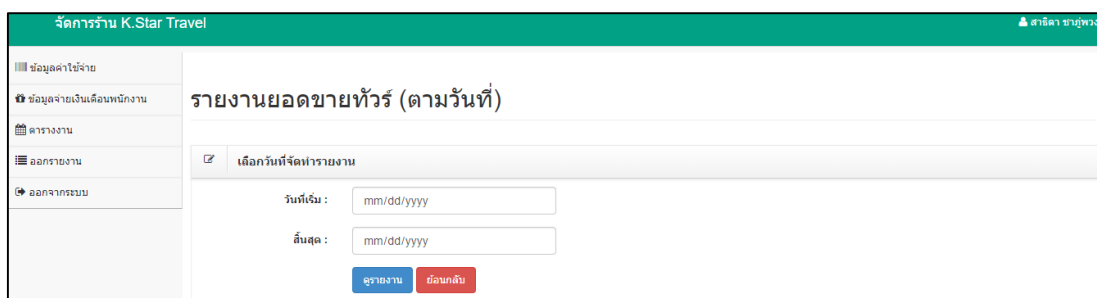 จัดการร้าน K.Star Travel
สาธิตา ชาภู่พวง
ข้อมูลค่าใช้จ่าย
ข้อมูลจ่ายเงินเดือนพนักงาน
ตารางงาน
ออกรายงาน
ออกจากระบบ
รายงานยอดขายทัวร์ (ตามวันที่)
เลือกวันที่จัดทำรายงาน
วันที่เริ่ม : mm/dd/yyyy
สิ้นสุด : mm/dd/yyyy
ดูรายงาน ย้อนกลับ